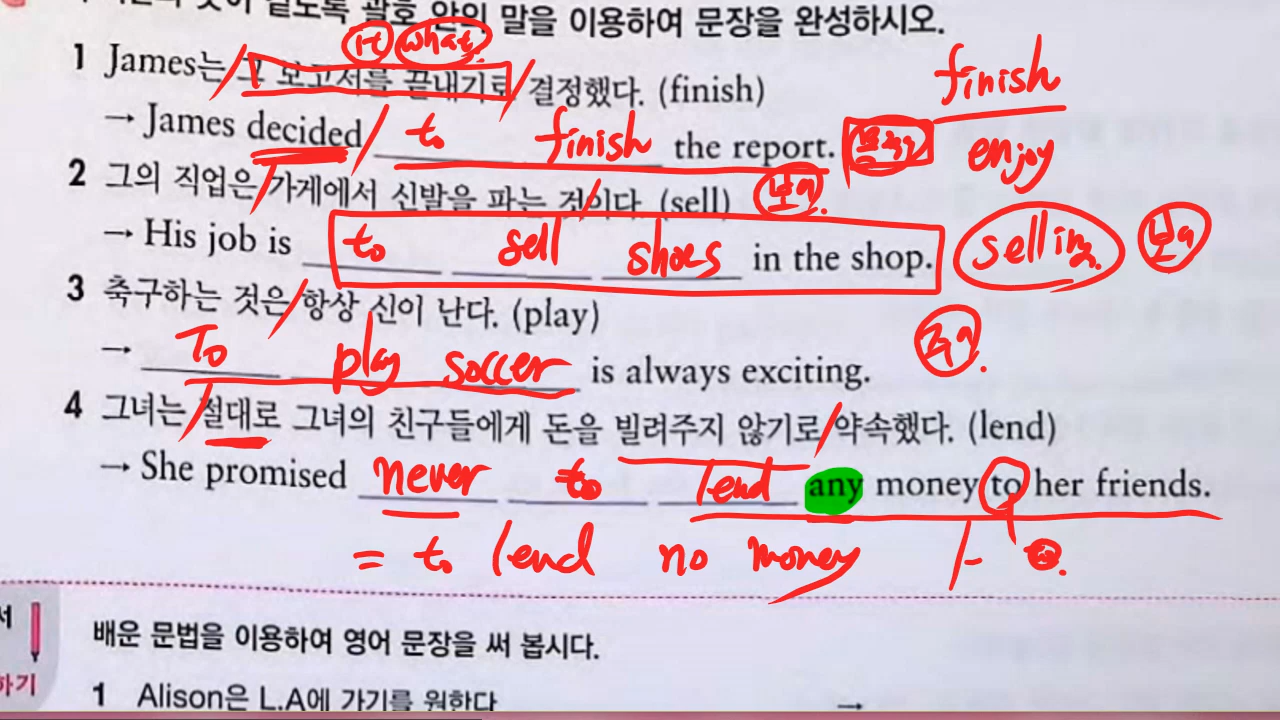 같도록 괄호 안의 말을 이용하여 문장을 완성하시오.
it what
1 James는 그 보고서를 끝내기로 결정했다. (finish)
finish
→ James decided to finish the report.
enjoy
2 그의 직업은 가게에서 신발을 파는 것이다. (sell) 보어.
→ His job is to sell shoes in the shop. selling 보어
3 축구하는 것은 항상 신이 난다. (play)
→ To play soccer is always exciting. 주어.
4 그녀는 절대로 그녀의 친구들에게 돈을 빌려주지 않기로 약속했다. (lend)
→ She promised never to lend any money to her friends.
= to lend no money
배운 문법을 이용하여 영어 문장을 써 봅시다.
하기
1 Alison은 L.A에 가기를 원한다 →